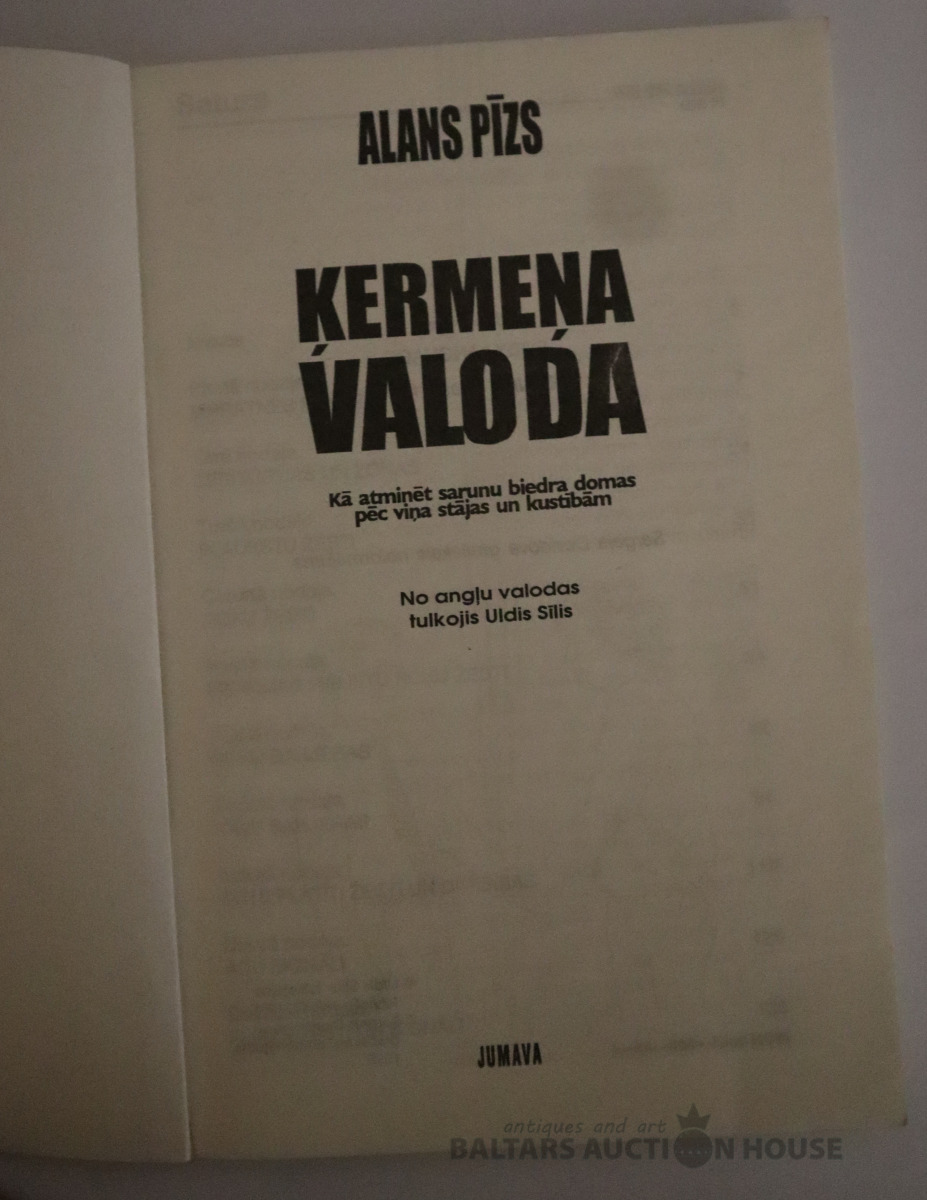 ALANS PĪZS
ĶERMEŅA
VALODA
Kā atminēt sarunu biedra domas
pēc viņa stājas un kustībām
No angļu valodas
tulkojis Uldis Sīlis
JUMAVA
antiques and art
BALTARS AUCTION HOUSE